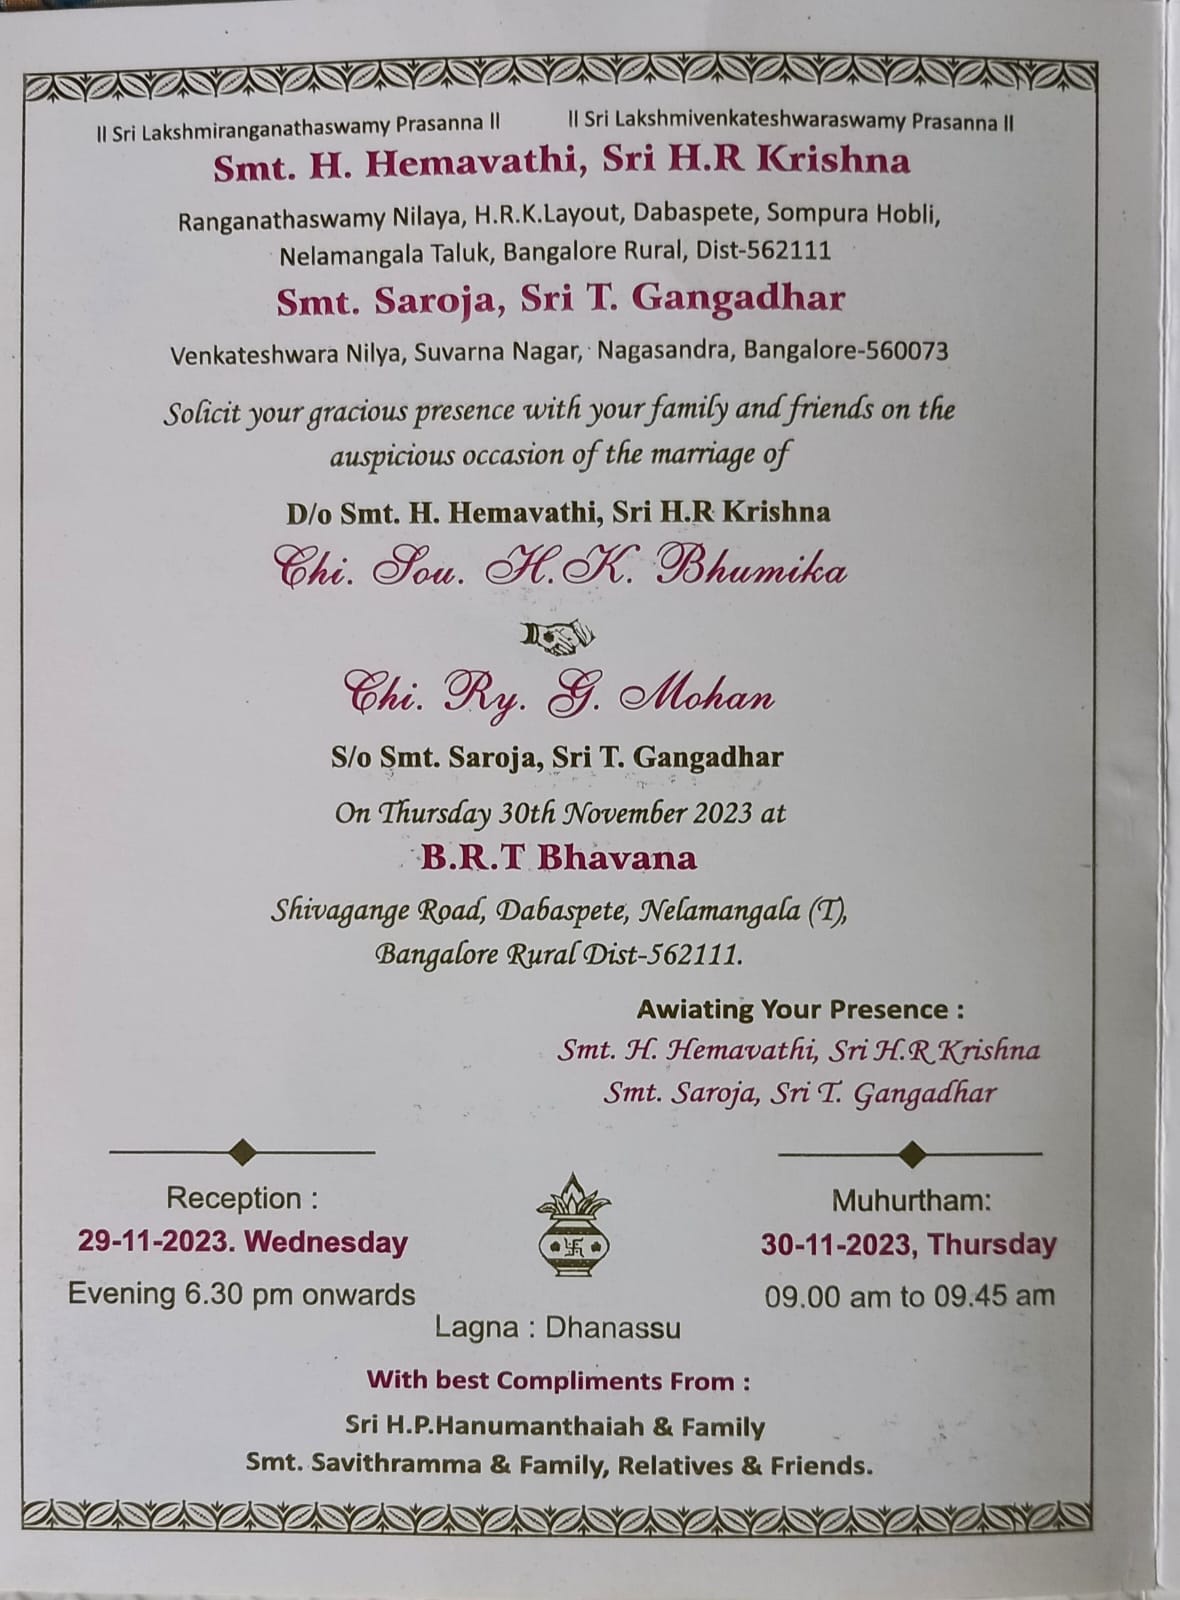 ll Sri Lakshmiranganathaswamy Prasanna ll ll Sri Lakshmivenkateshwaraswamy Prasanna ll
Smt. H. Hemavathi, Sri H.R Krishna
Ranganathaswamy Nilaya, H.R.K.Layout, Dabaspete, Sompura Hobli,
Nelamangala Taluk, Bangalore Rural, Dist-562111
Smt. Saroja, Sri T. Gangadhar
Venkateshwara Nilya, Suvarna Nagar, Nagasandra, Bangalore-560073
Solicit your gracious presence with your family and friends on the
auspicious occasion of the marriage of
D/o Smt. H. Hemavathi, Sri H.R Krishna
Chi. Sou. H.K. Bhumika
Chi. Ry. G. Mohan
S/o Smt. Saroja, Sri T. Gangadhar
On Thursday 30th November 2023 at
B.R.T Bhavana
Shivagange Road, Dabaspete, Nelamangala (T),
Bangalore Rural Dist-562111.
Awiating Your Presence :
Smt. H. Hemavathi, Sri H.R Krishna
Smt. Saroja, Sri T. Gangadhar
Reception :
29-11-2023. Wednesday
Evening 6.30 pm onwards
Muhurtham:
30-11-2023, Thursday
09.00 am to 09.45 am
Lagna : Dhanassu
With best Compliments From :
Sri H.P.Hanumanthaiah & Family
Smt. Savithramma & Family, Relatives & Friends.